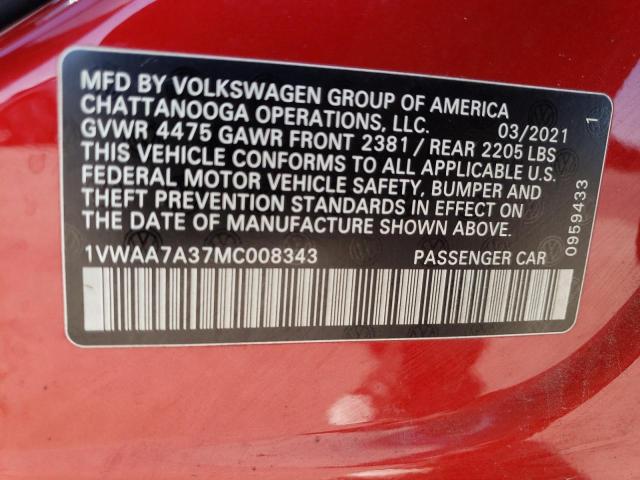 MFD BY VOLKSWAGEN GROUP OF AMERICA
CHATTANOOGA OPERATIONS, LLC. 03/2021 1
GVWR 4475 GAWR FRONT 2381 / REAR 2205 LBS
THIS VEHICLE CONFORMS TO ALL APPLICABLE U.S.
FEDERAL MOTOR VEHICLE SAFETY, BUMPER AND
THEFT PREVENTION STANDARDS IN EFFECT ON
THE DATE OF MANUFACTURE SHOWN ABOVE.
1VWAA7A37MC008343 PASSENGER CAR
0959433